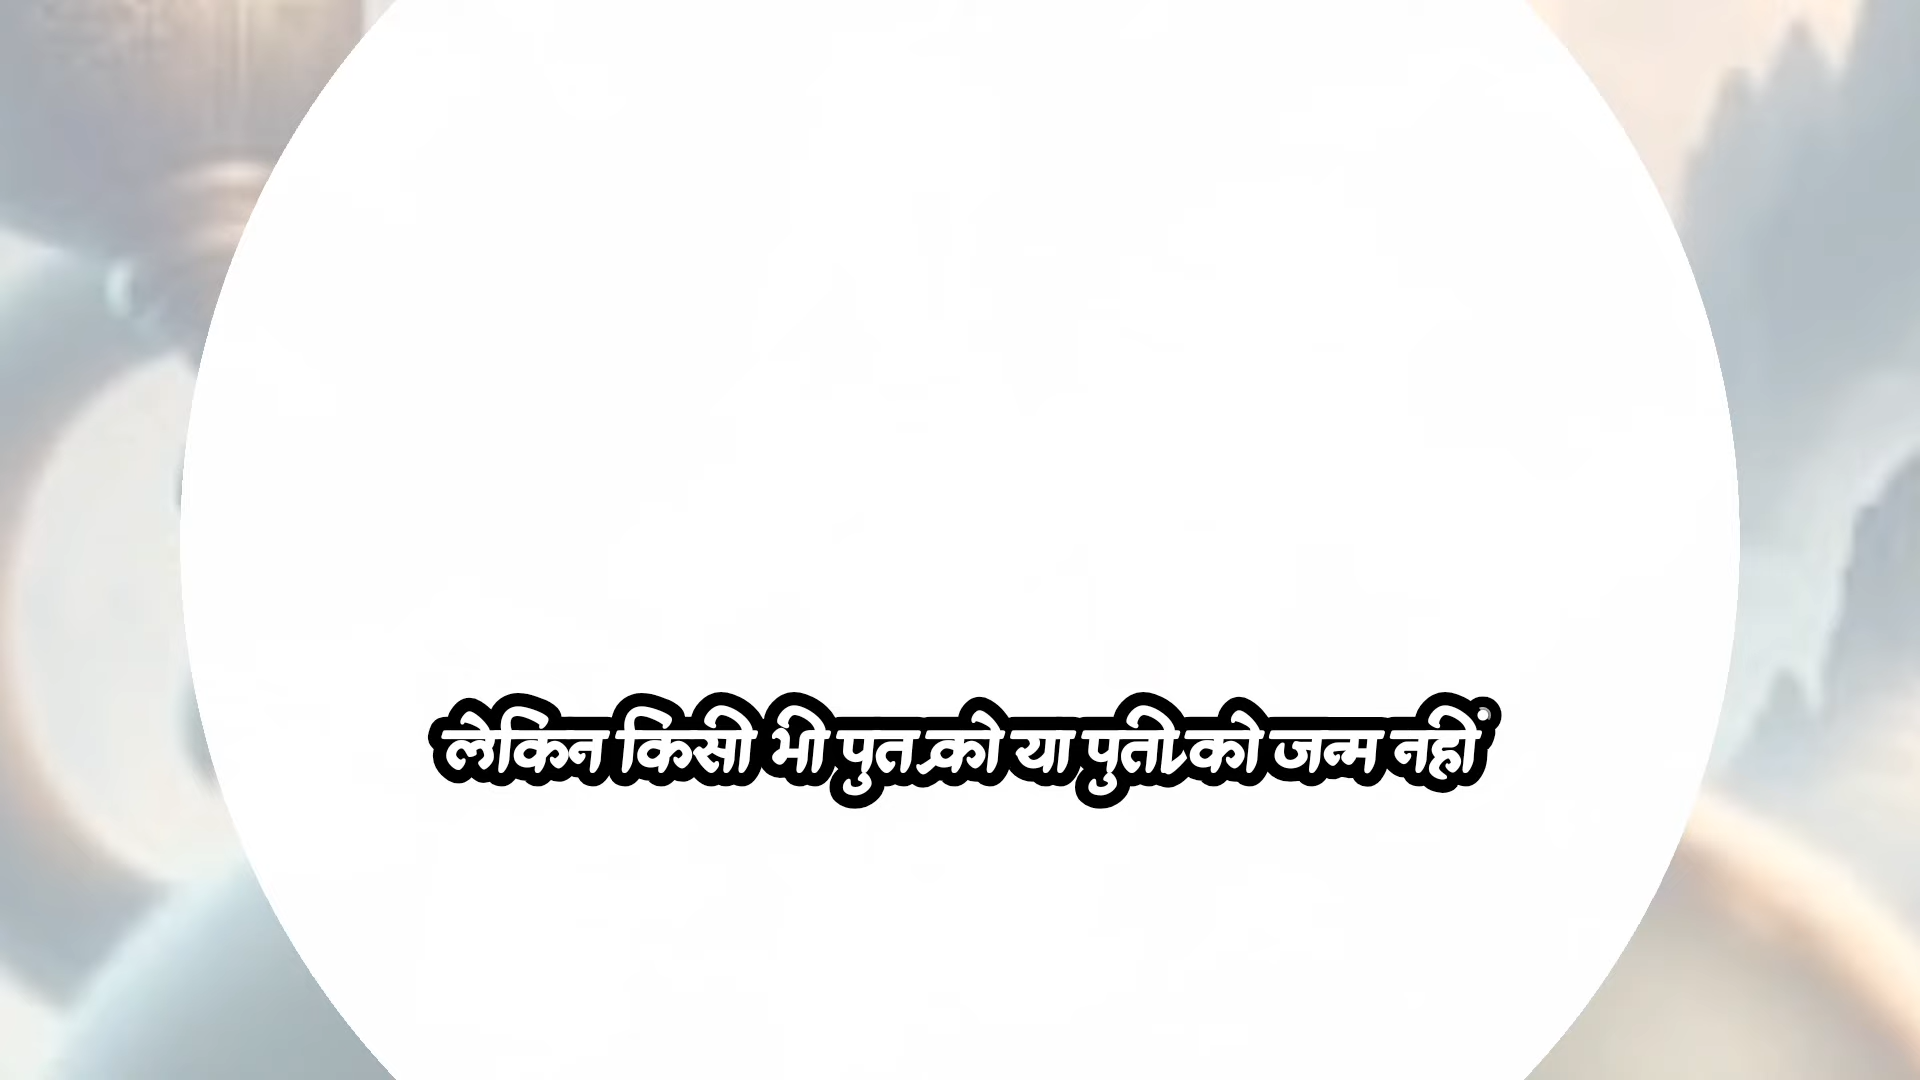 लेकिन किसी भी पुत्र को या पुत्री को जन्म नहीं